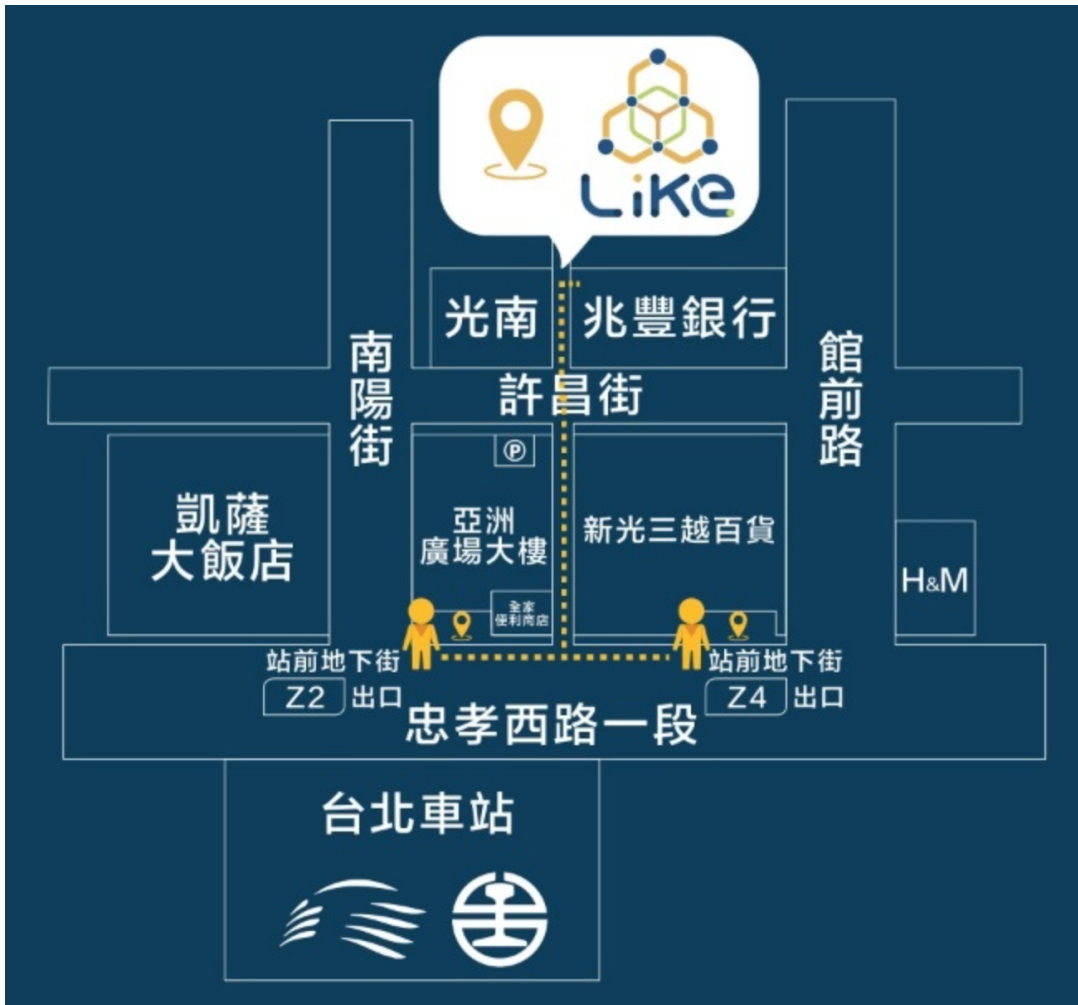 LiKe
光南
兆豐銀行
南陽街
館前路
許昌街
P
凱薩
大飯店
亞洲
廣場大樓
新光三越百貨
H&M
全家
便利商店
站前地下街
Z2 出口
站前地下街
Z4 出口
忠孝西路一段
台北車站